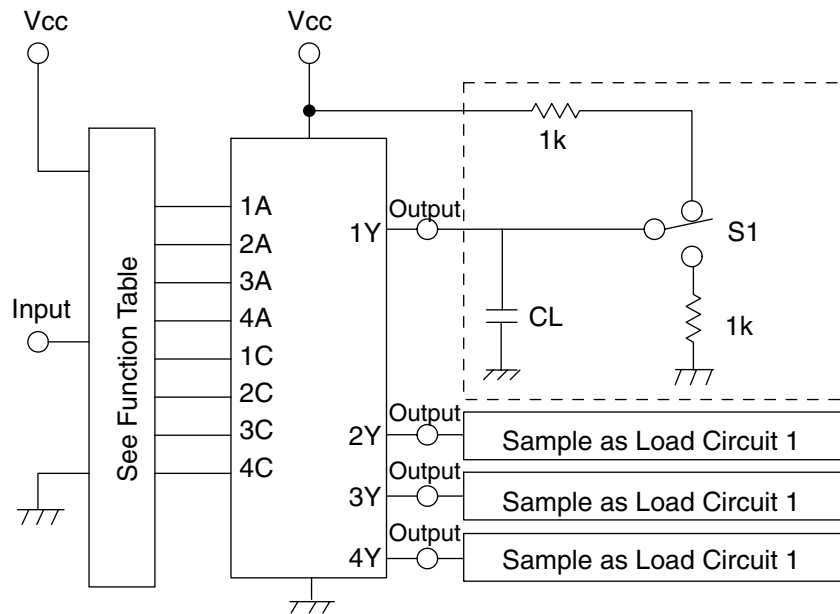 Vcc
Vcc
1k
1A
Output
1Y
S1
2A
3A
Input
See Function Table
4A
CL
1k
1C
2C
3C
4C
Output
2Y
Sample as Load Circuit 1
Output
3Y
Sample as Load Circuit 1
Output
4Y
Sample as Load Circuit 1